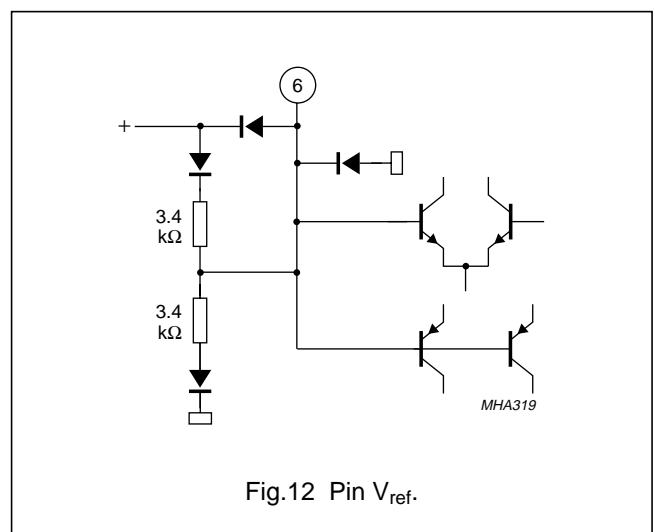 6
+
3.4
kΩ
3.4
kΩ
MHA319
Fig.12 Pin Vref.